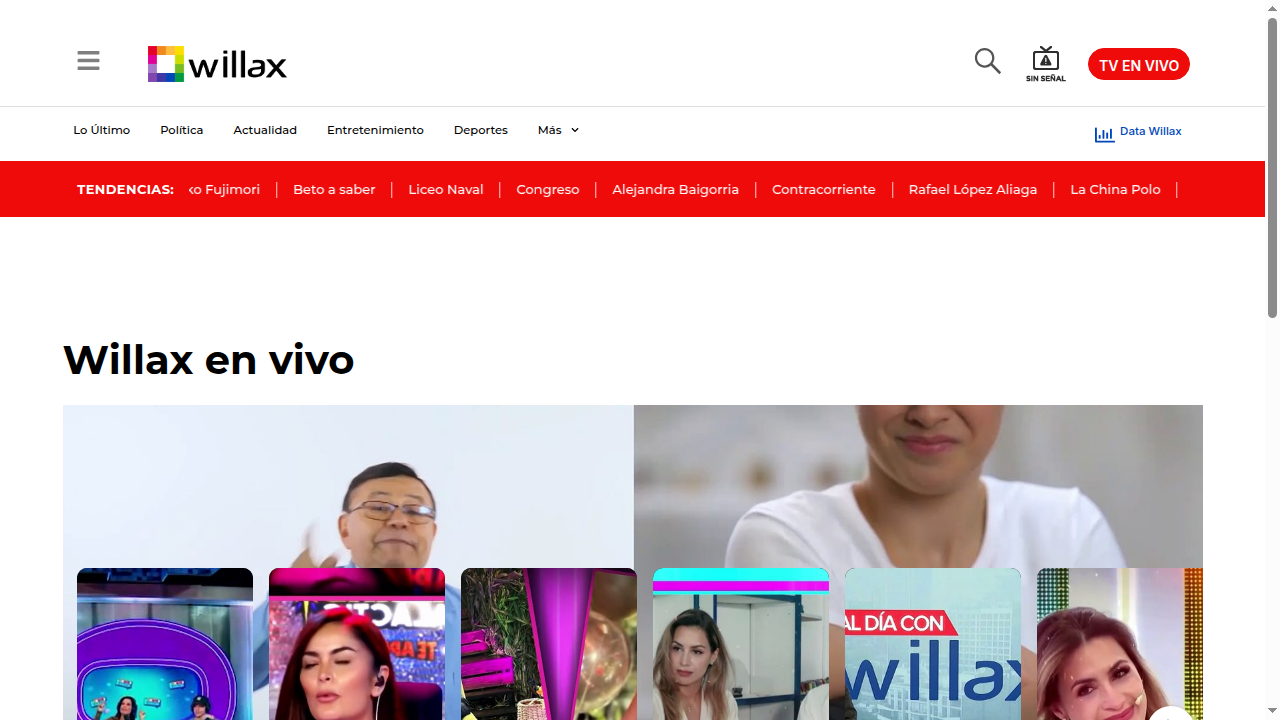 willax
SIN SEÑAL
TV EN VIVO
Lo Último
Política
Actualidad
Entretenimiento
Deportes
Más
Data Willax
TENDENCIAS:
ko Fujimori
Beto a saber
Liceo Naval
Congreso
Alejandra Baigorria
Contracorriente
Rafael López Aliaga
La China Polo
Willax en vivo
AL DÍA CON
willax